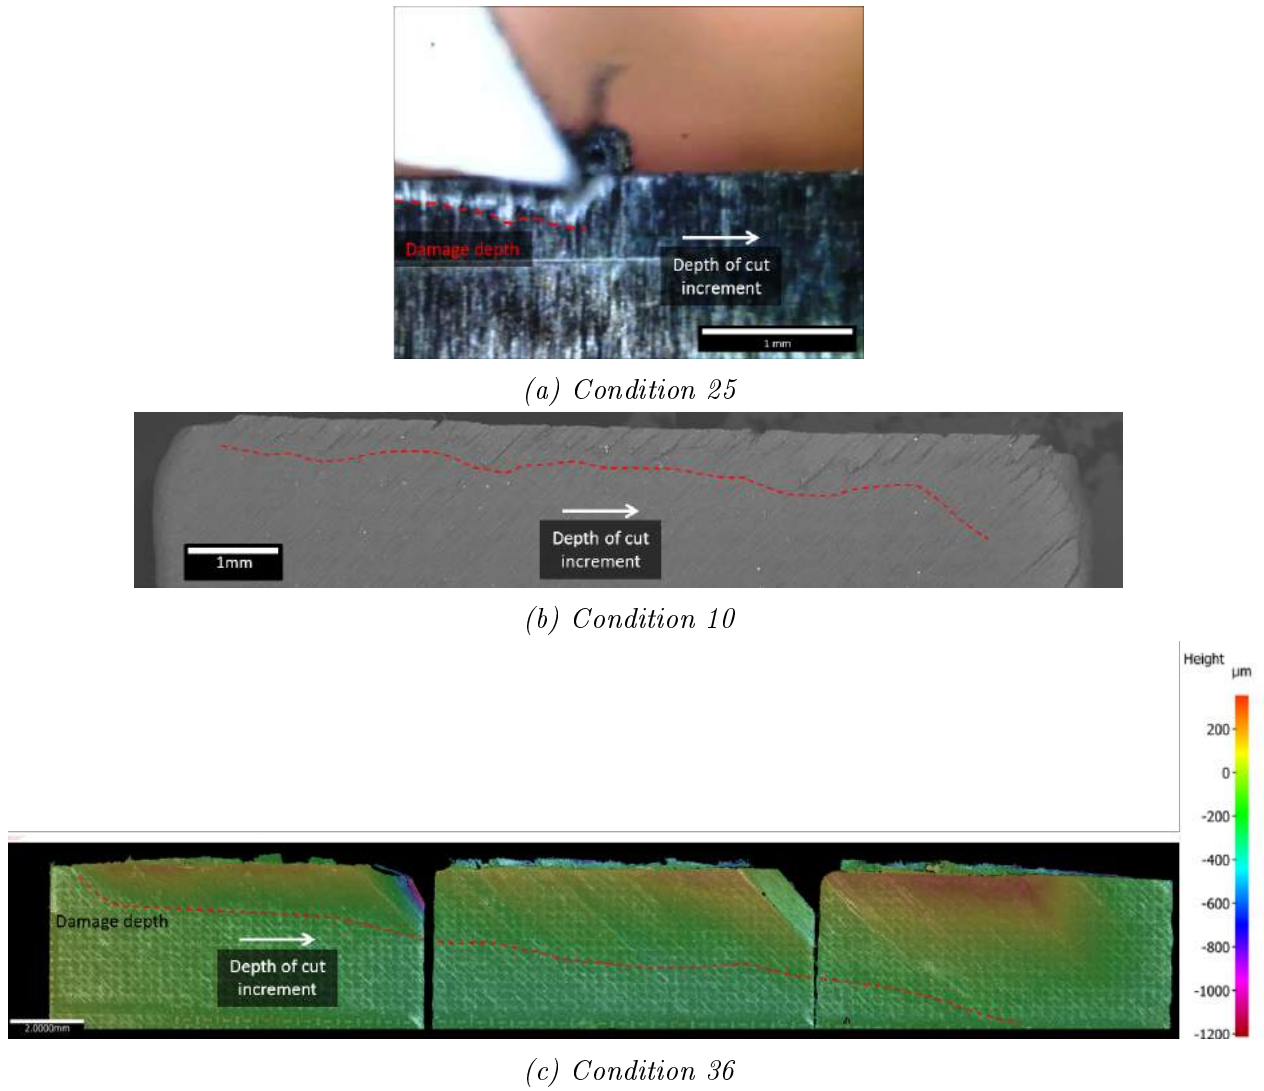 Damage depth
Depth of cut
increment
1 mm
(a) Condition 25
Depth of cut
increment
1mm
(b) Condition 10
Height
µm
200
0
-200
-400
-600
-800
-1000
-1200
Damage depth
Depth of cut
increment
2.0000mm
(c) Condition 36